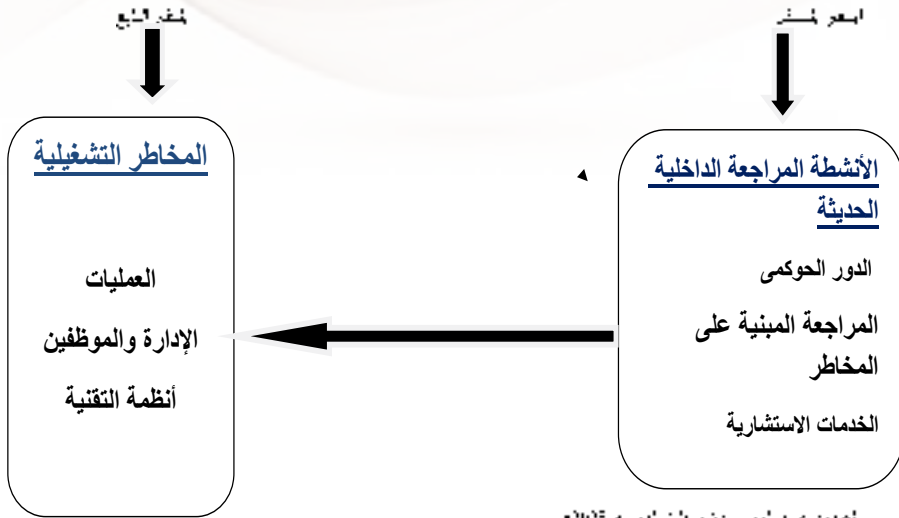 الأنشطة المراجعة الداخلية
الحديثة
الدور الحوكمى
المراجعة المبنية على
المخاطر
الخدمات الاستشارية
المخاطر التشغيلية
العمليات
الإدارة والموظفين
أنظمة التقنية